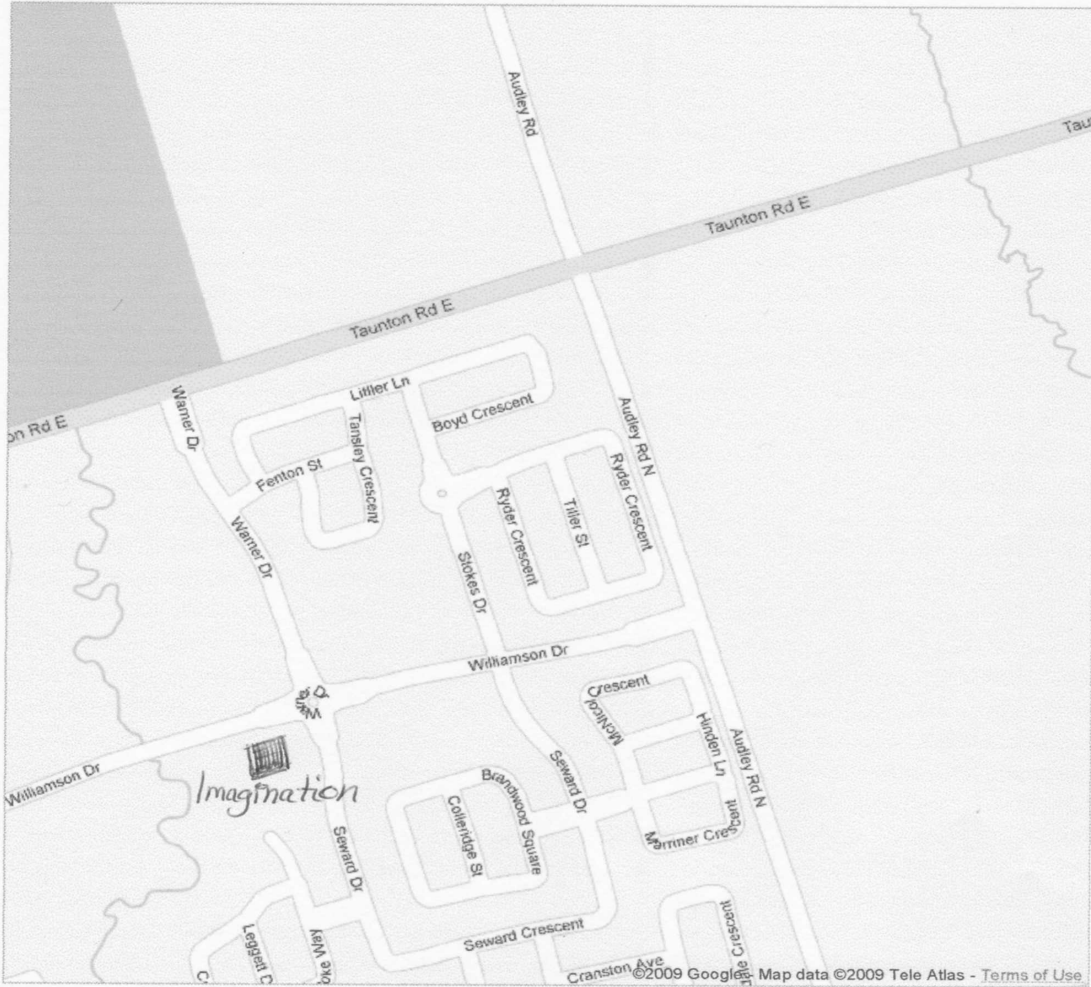 Audley Rd
Tau
Taunton Rd E
Taunton Rd E
on Rd E
Warner Dr
Littler Ln
Boyd Crescent
Tansley Crescent
Fenton St
Audley Rd N
Ryder Crescent
Ryder Crescent
Tiller St
Warner Dr
Stokes Dr
Williamson Dr
Crescent
McNicol
Hinden Ln
Audley Rd N
Williamson Dr
Imagination
Seward Dr
Brandwood Square
Colleridge St
Merriner Crescent
Seward Dr
Seward Crescent
Leggett D
oke Way
C
Cranston Ave
dle Crescent
©2009 Google - Map data ©2009 Tele Atlas - Terms of Use